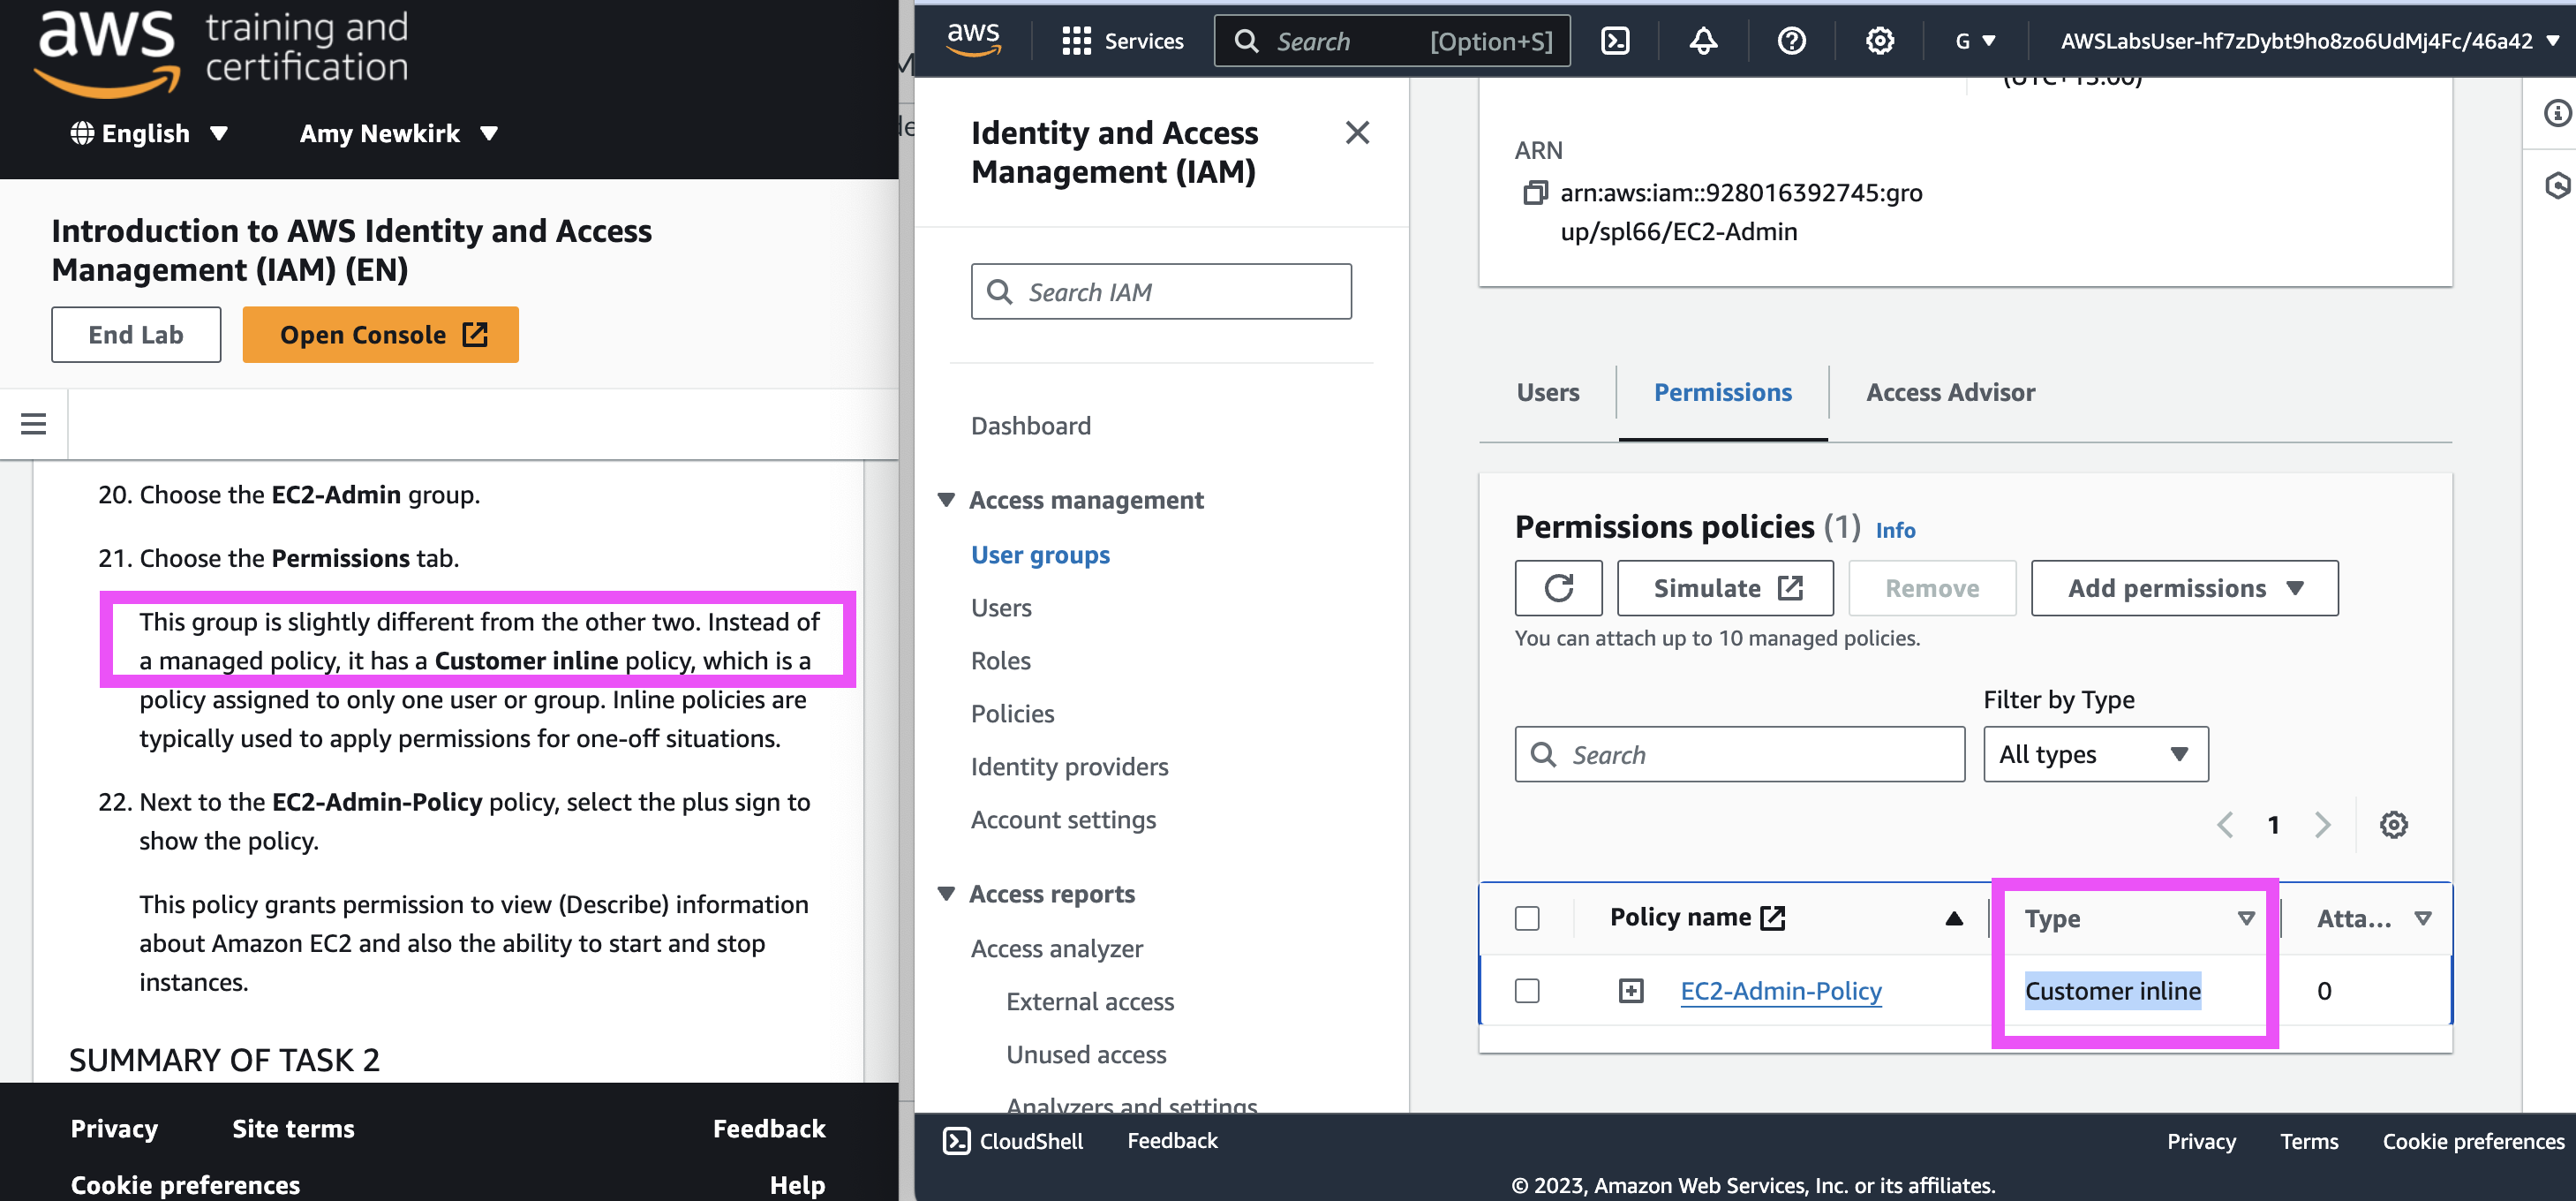 aws training and
certification
English
Amy Newkirk
Introduction to AWS Identity and Access
Management (IAM) (EN)
End Lab
Open Console
20. Choose the EC2-Admin group.
21. Choose the Permissions tab.
This group is slightly different from the other two. Instead of
a managed policy, it has a Customer inline policy, which is a
policy assigned to only one user or group. Inline policies are
typically used to apply permissions for one-off situations.
22. Next to the EC2-Admin-Policy policy, select the plus sign to
show the policy.
This policy grants permission to view (Describe) information
about Amazon EC2 and also the ability to start and stop
instances.
SUMMARY OF TASK 2
Privacy
Site terms
Feedback
Cookie preferences
Help
aws
Services
Search
[Option+S]
G
AWSLabsUser-hf7zDybt9ho8zo6UdMj4Fc/46a42
Identity and Access
Management (IAM)
Search IAM
Dashboard
Access management
User groups
Users
Roles
Policies
Identity providers
Account settings
Access reports
Access analyzer
External access
Unused access
Analyzers and settings
ARN
arn:aws:iam::928016392745:gro
up/spl66/EC2-Admin
Users
Permissions
Access Advisor
Permissions policies (1) Info
Simulate
Remove
Add permissions
You can attach up to 10 managed policies.
Filter by Type
Search
All types
1
Policy name
Type
Atta...
EC2-Admin-Policy
Customer inline
0
CloudShell
Feedback
Privacy
Terms
Cookie preferences
© 2023, Amazon Web Services, Inc. or its affiliates.